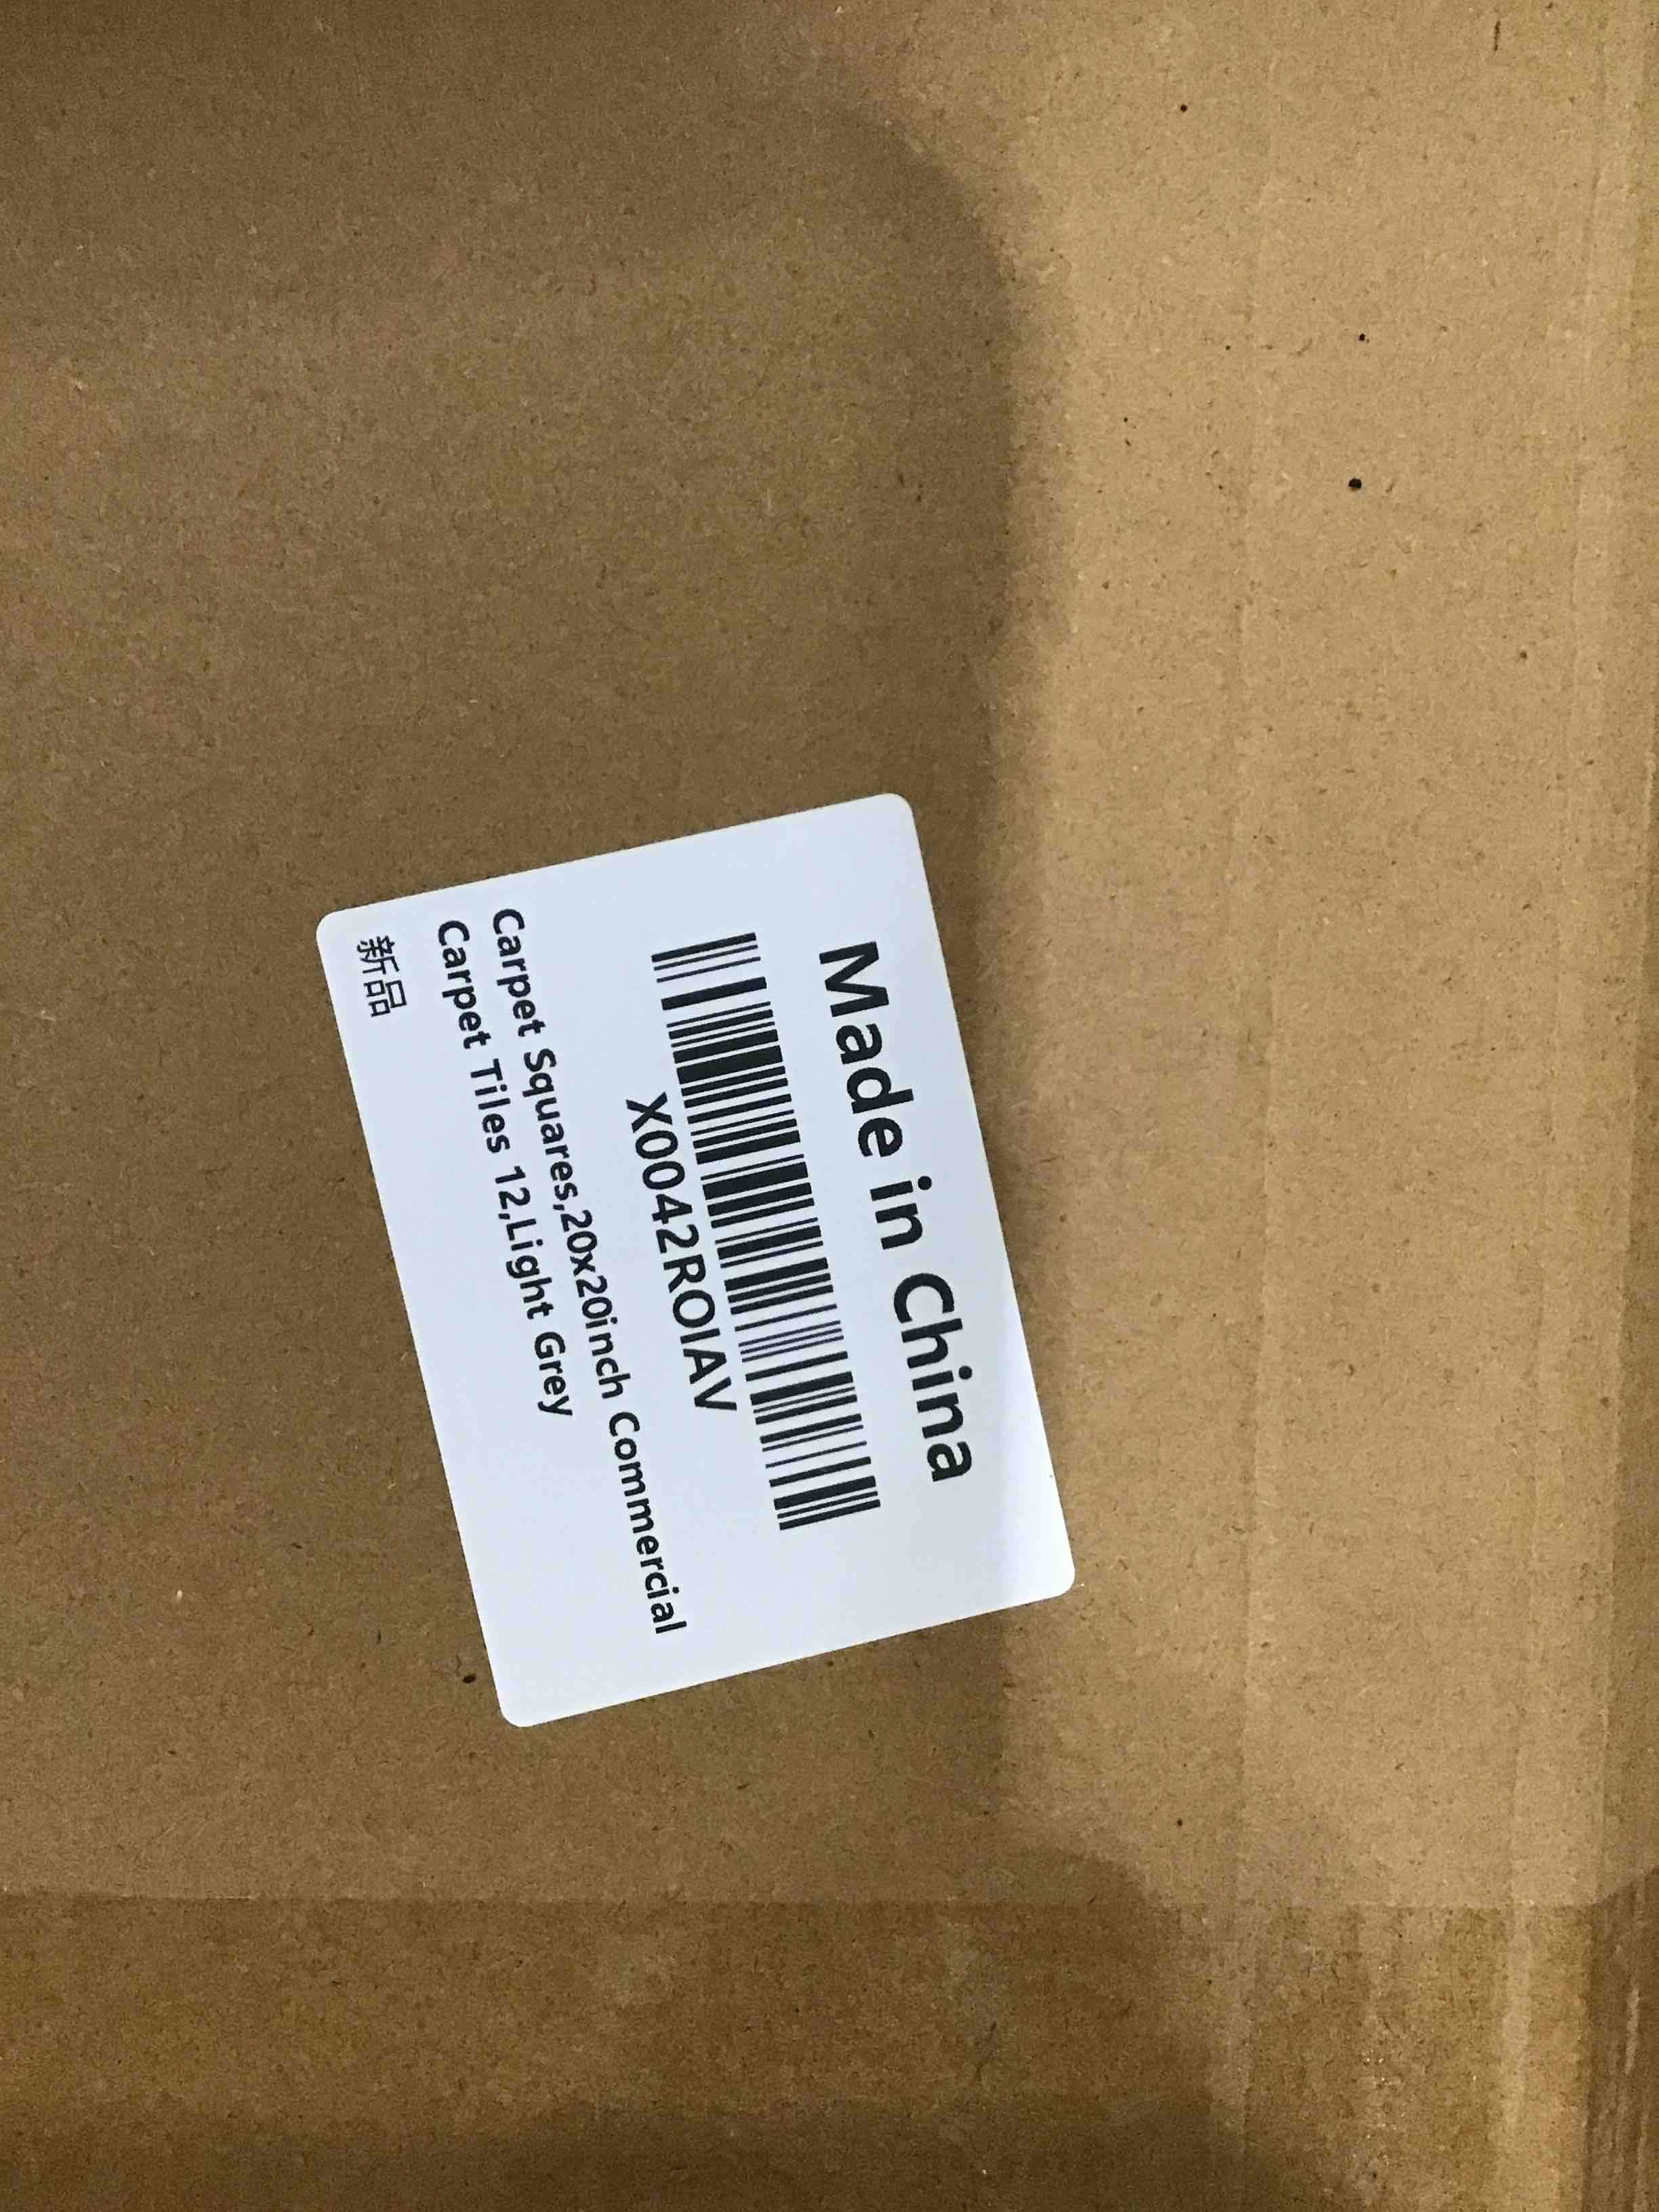 Made in China
X0042ROIAV
Carpet Squares,20x20inch Commercial
Carpet Tiles 12,Light Grey
新品